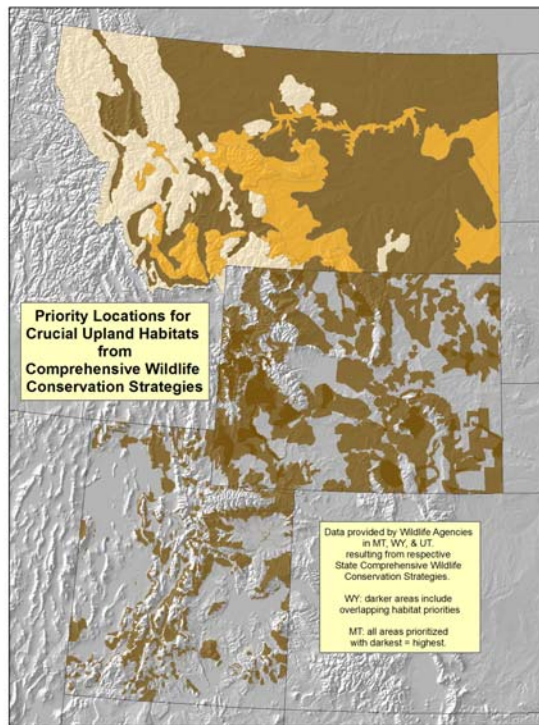 Priority Locations for
Crucial Upland Habitats
from
Comprehensive Wildlife
Conservation Strategies
Data provided by Wildlife Agencies
in MT, WY, & UT.
resulting from respective
State Comprehensive Wildlife
Conservation Strategies.
WY: darker areas include
overlapping habitat priorities
MT: all areas prioritized
with darkest = highest.